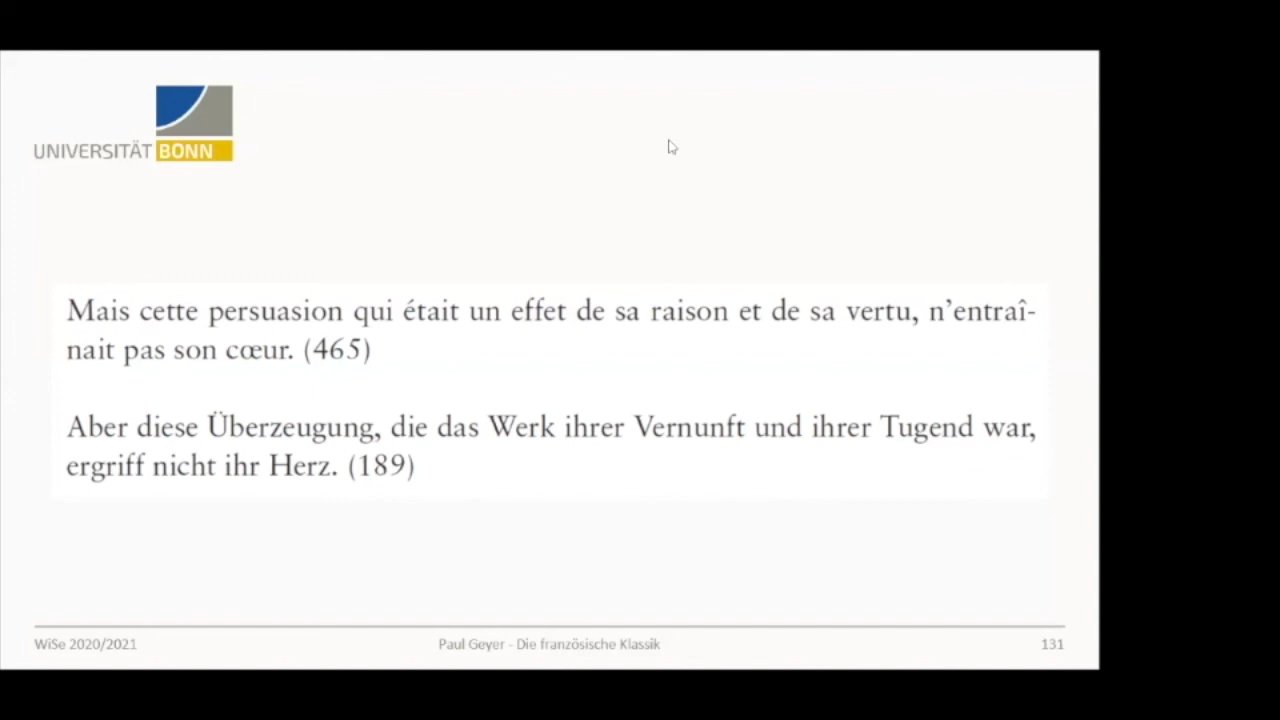 UNIVERSITÄT BONN
Mais cette persuasion qui était un effet de sa raison et de sa vertu, n’entraî-
nait pas son cœur. (465)
Aber diese Überzeugung, die das Werk ihrer Vernunft und ihrer Tugend war,
ergriff nicht ihr Herz. (189)
WiSe 2020/2021
Paul Geyer - Die französische Klassik
131